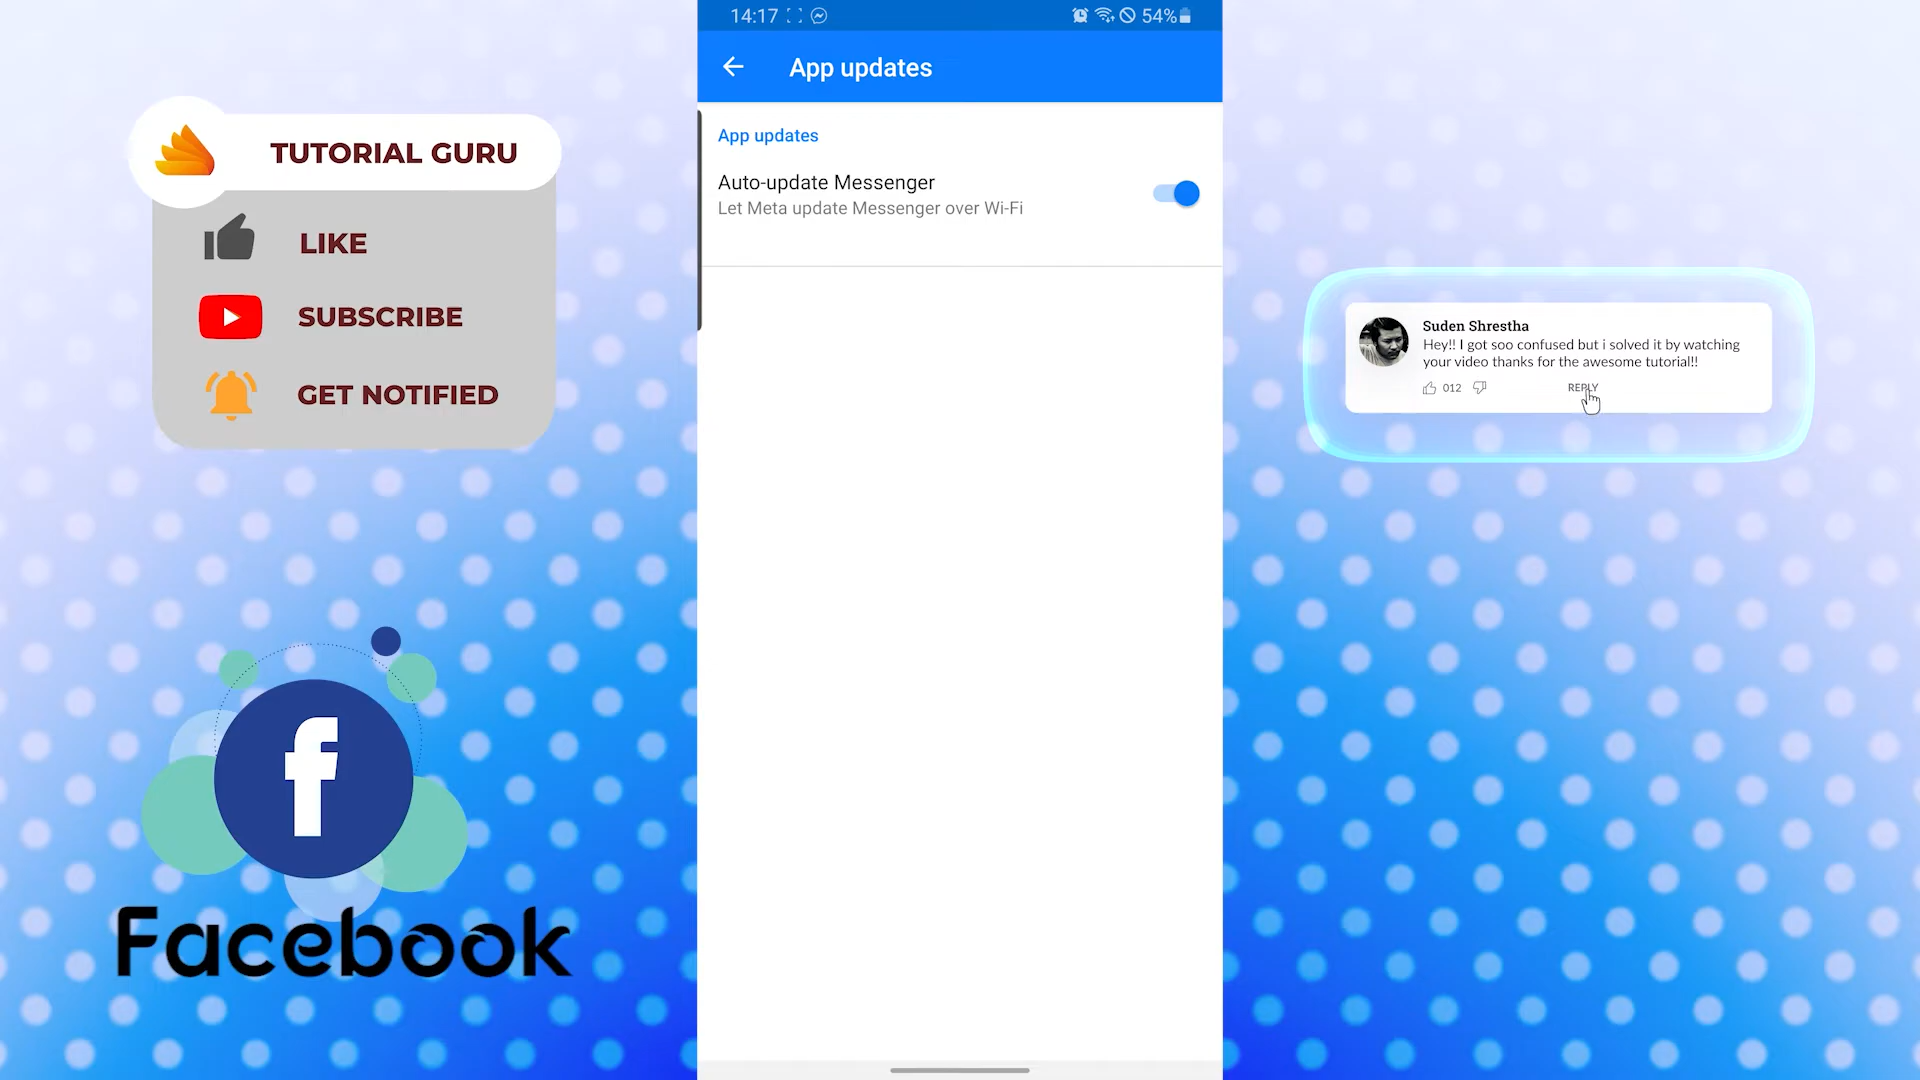 TUTORIAL GURU
LIKE
SUBSCRIBE
GET NOTIFIED
f
Facebook
14:17
54%
App updates
App updates
Auto-update Messenger
Let Meta update Messenger over Wi-Fi
Suden Shrestha
Hey!! I got soo confused but i solved it by watching
your video thanks for the awesome tutorial!!
012
REPLY